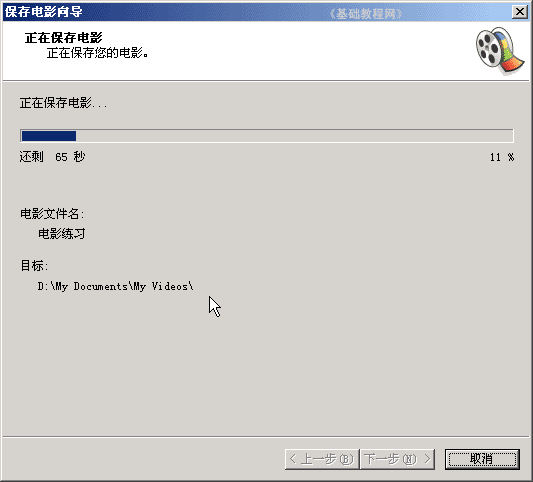 保存电影向导
《基础教程网》
正在保存电影
正在保存您的电影。
正在保存电影...
还剩 65 秒
11 %
电影文件名:
电影练习
目标:
D:\My Documents\My Videos\
< 上一步(B) 下一步(N) > 取消